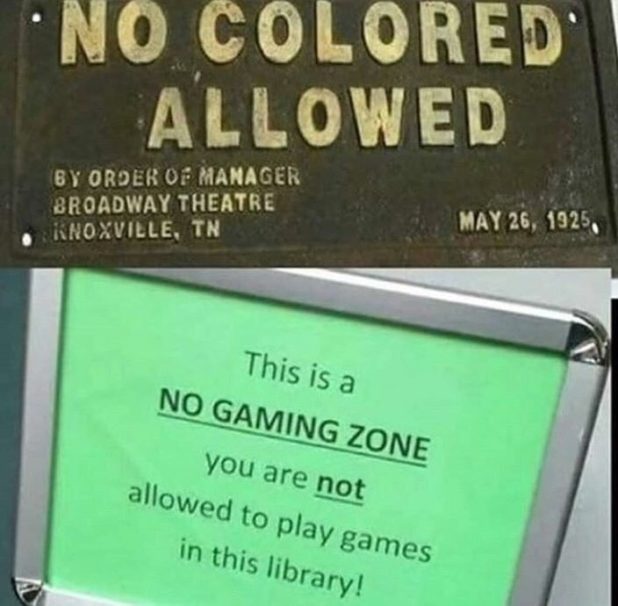 NO COLORED
ALLOWED
BY ORDER OF MANAGER
BROADWAY THEATRE
KNOXVILLE, TN
MAY 26, 1925
This is a
NO GAMING ZONE
you are not
allowed to play games
in this library!